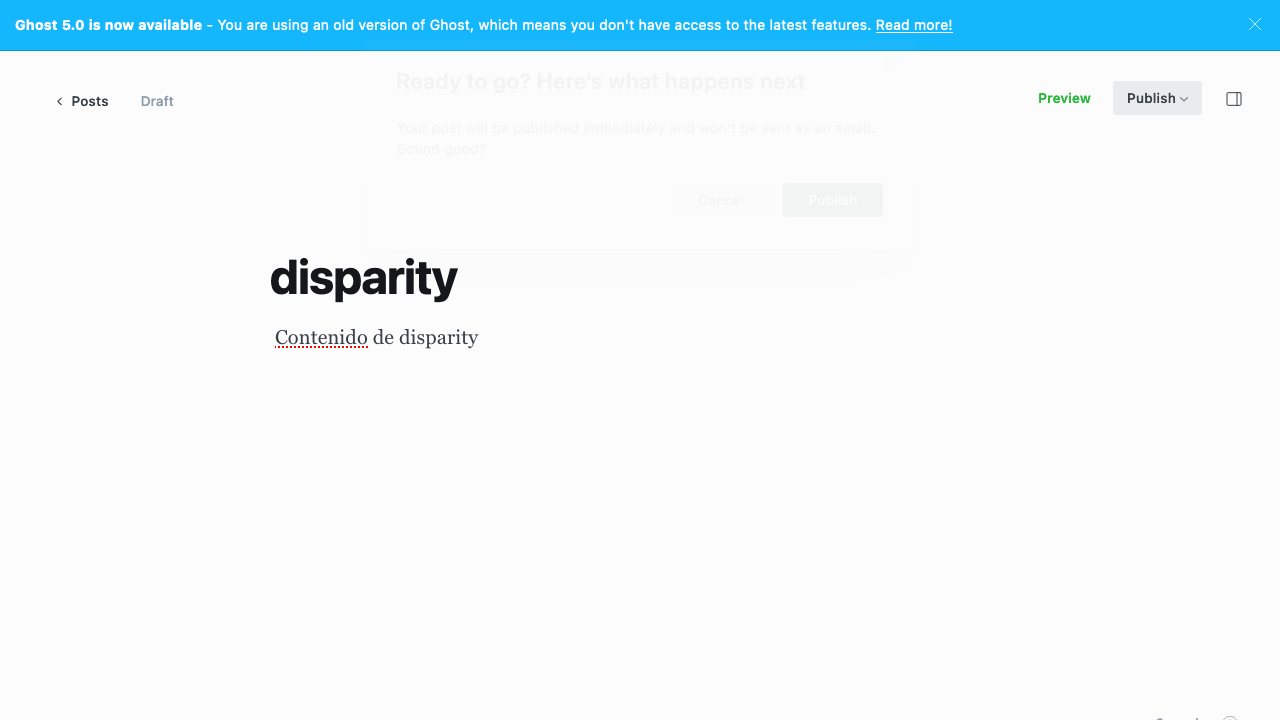 Ghost 5.0 is now available - You are using an old version of Ghost, which means you don't have access to the latest features. Read more!
Ready to go? Here's what happens next
Posts
Draft
Preview
Publish
Your post will be published immediately and won't be sent as an email.
Sound good?
Cancel
Publish
disparity
Contenido de disparity